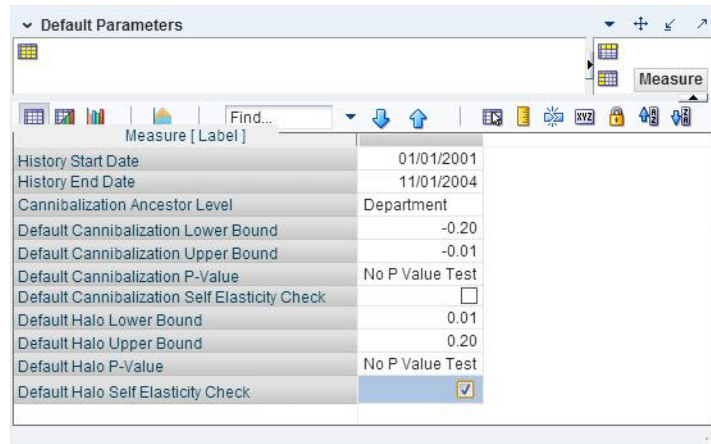 Default Parameters
Measure
Find...
XYZ
Measure [ Label ]
History Start Date 01/01/2001
History End Date 11/01/2004
Cannibalization Ancestor Level Department
Default Cannibalization Lower Bound -0.20
Default Cannibalization Upper Bound -0.01
Default Cannibalization P-Value No P Value Test
Default Cannibalization Self Elasticity Check
Default Halo Lower Bound 0.01
Default Halo Upper Bound 0.20
Default Halo P-Value No P Value Test
Default Halo Self Elasticity Check